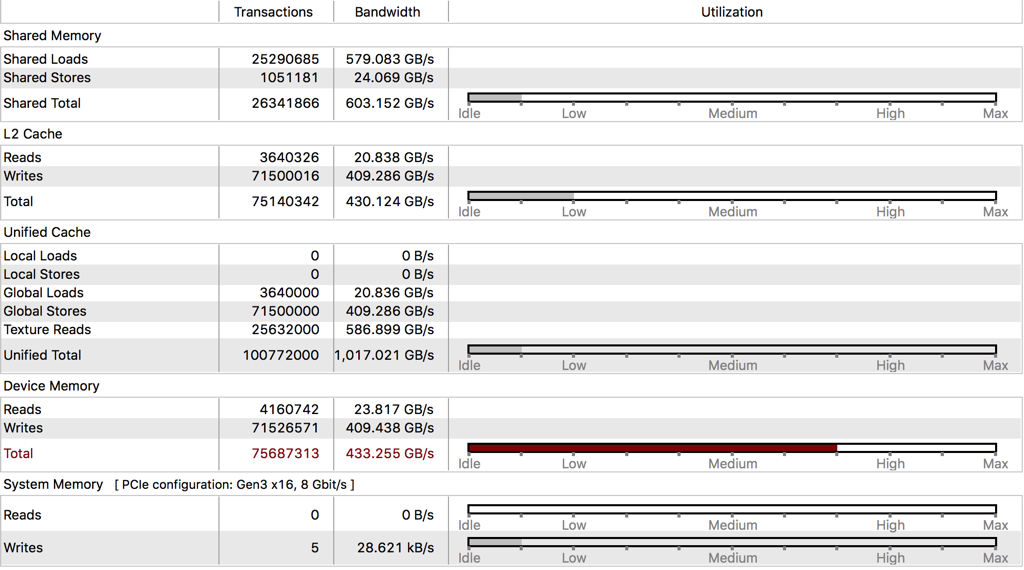 Transactions Bandwidth Utilization
Shared Memory
Shared Loads 25290685 579.083 GB/s
Shared Stores 1051181 24.069 GB/s
Shared Total 26341866 603.152 GB/s
Idle Low Medium High Max
L2 Cache
Reads 3640326 20.838 GB/s
Writes 71500016 409.286 GB/s
Total 75140342 430.124 GB/s
Idle Low Medium High Max
Unified Cache
Local Loads 0 0 B/s
Local Stores 0 0 B/s
Global Loads 3640000 20.836 GB/s
Global Stores 71500000 409.286 GB/s
Texture Reads 25632000 586.899 GB/s
Unified Total 100772000 1,017.021 GB/s
Idle Low Medium High Max
Device Memory
Reads 4160742 23.817 GB/s
Writes 71526571 409.438 GB/s
Total 75687313 433.255 GB/s
Idle Low Medium High Max
System Memory [ PCIe configuration: Gen3 x16, 8 Gbit/s ]
Reads 0 0 B/s
Idle Low Medium High Max
Writes 5 28.621 kB/s
Idle Low Medium High Max